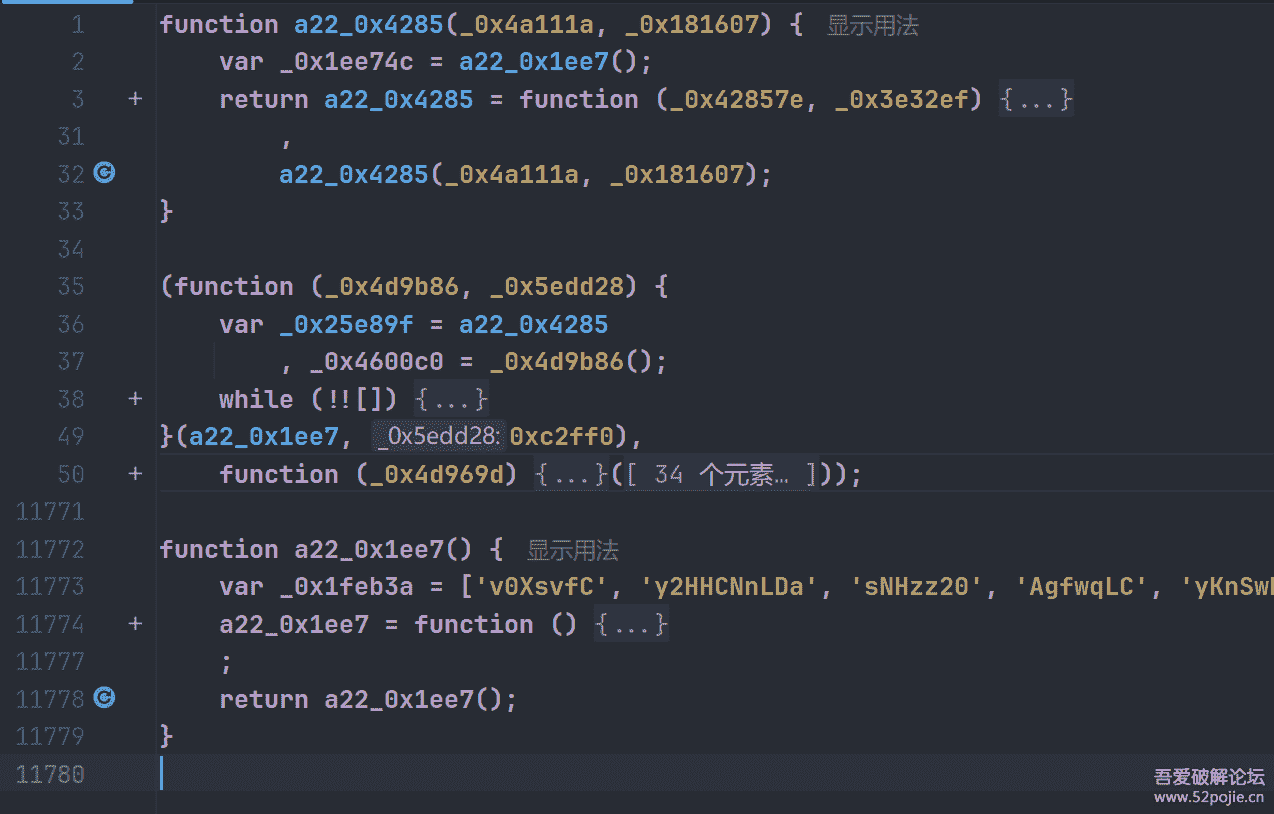 1 function a22_0x4285(_0x4a111a, _0x181607) { 显示用法
2 var _0x1ee74c = a22_0x1ee7();
3 + return a22_0x4285 = function (_0x42857e, _0x3e32ef) {...}
31 ,
32 a22_0x4285(_0x4a111a, _0x181607);
33 }
34
35 (function (_0x4d9b86, _0x5edd28) {
36 var _0x25e89f = a22_0x4285
37 , _0x4600c0 = _0x4d9b86();
38 + while (!![]) {...}
49 }(a22_0x1ee7, _0x5edd28: 0xc2ff0),
50 + function (_0x4d969d) {...}([ 34 个元素… ]));
11771
11772 function a22_0x1ee7() { 显示用法
11773 var _0x1feb3a = ['v0XsvfC', 'y2HHCNnLDa', 'sNHzz20', 'AgfwqLC', 'yKnSwK
11774 + a22_0x1ee7 = function () {...}
11777 ;
11778 return a22_0x1ee7();
11779 }
11780
吾爱破解论坛
www.52pojie.cn